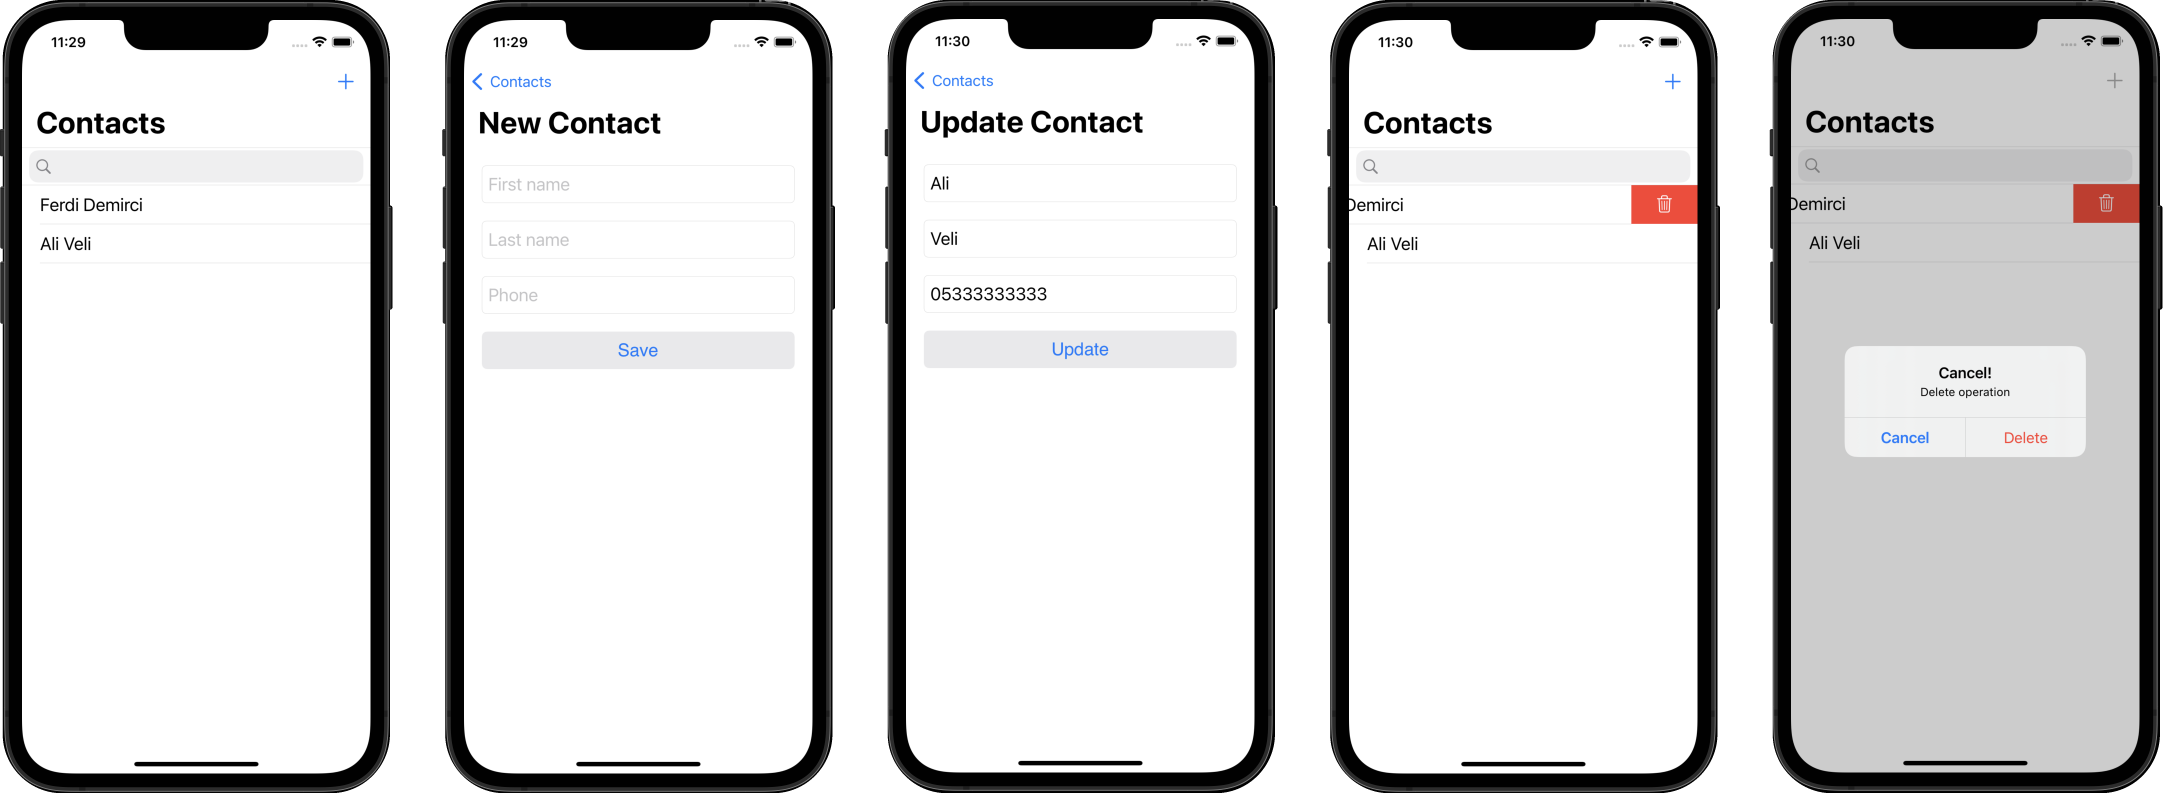 11:29
Contacts
Ferdi Demirci
Ali Veli
11:29
Contacts
New Contact
First name
Last name
Phone
Save
11:30
Contacts
Update Contact
Ali
Veli
05333333333
Update
11:30
Contacts
Demirci
Ali Veli
11:30
Contacts
Demirci
Ali Veli
Cancel!
Delete operation
Cancel
Delete